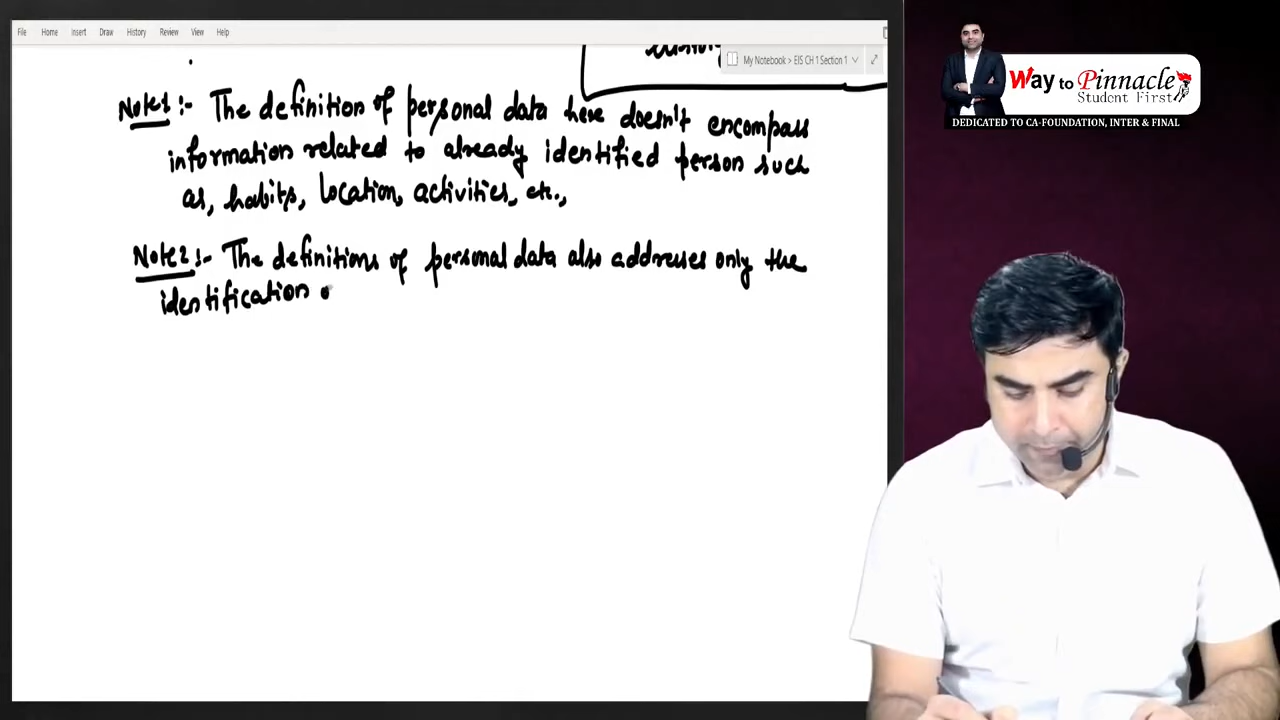 File Home Insert Draw History Review View Help
My Notebook > EIS CH 1 Section 1
Way to Pinnacle
Student First
DEDICATED TO CA-FOUNDATION, INTER & FINAL
Note1 :- The definition of personal data here doesn't encompass
information related to already identified person such
as, habits, location, activities, etc.,
Note2 :- The definitions of personal data also addresses only the
identification o